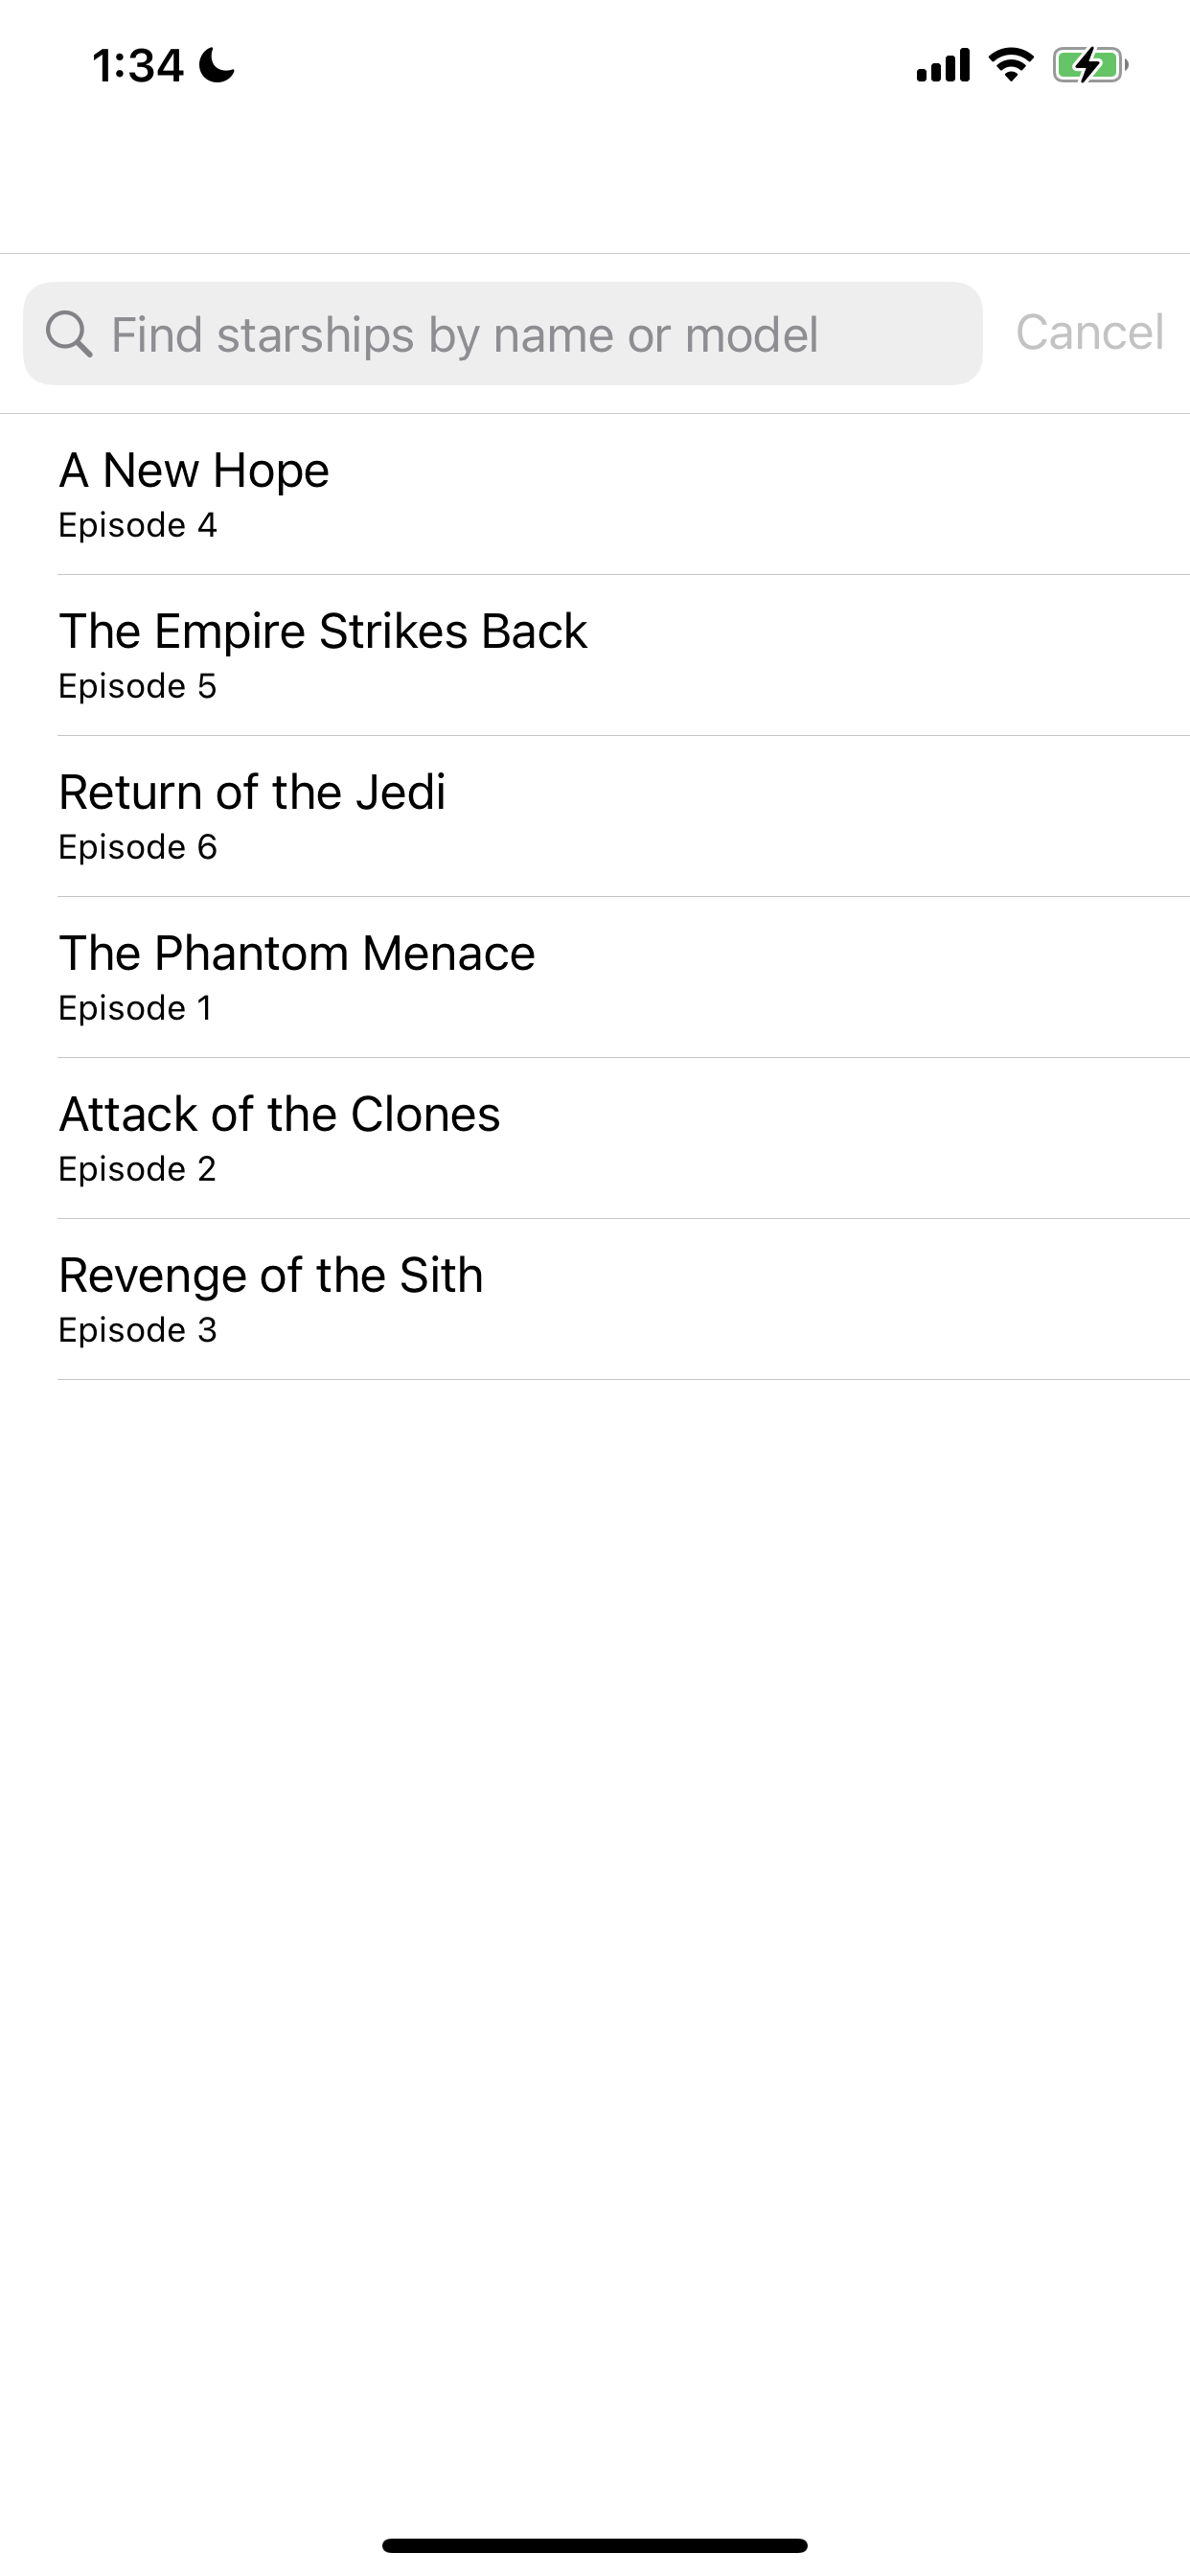 1:34
Find starships by name or model
Cancel
A New Hope
Episode 4
The Empire Strikes Back
Episode 5
Return of the Jedi
Episode 6
The Phantom Menace
Episode 1
Attack of the Clones
Episode 2
Revenge of the Sith
Episode 3